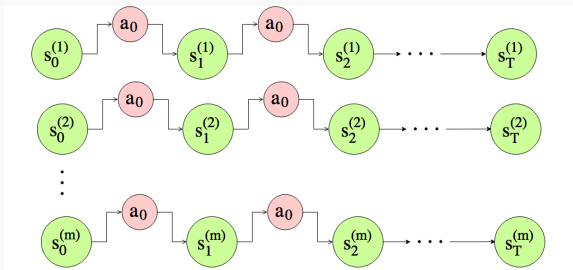 s₀⁽¹⁾ a₀ s₁⁽¹⁾ a₀ s₂⁽¹⁾ ··· s_T⁽¹⁾
s₀⁽²⁾ a₀ s₁⁽²⁾ a₀ s₂⁽²⁾ ··· s_T⁽²⁾
⋮
s₀⁽ᵐ⁾ a₀ s₁⁽ᵐ⁾ a₀ s₂⁽ᵐ⁾ ··· s_T⁽ᵐ⁾